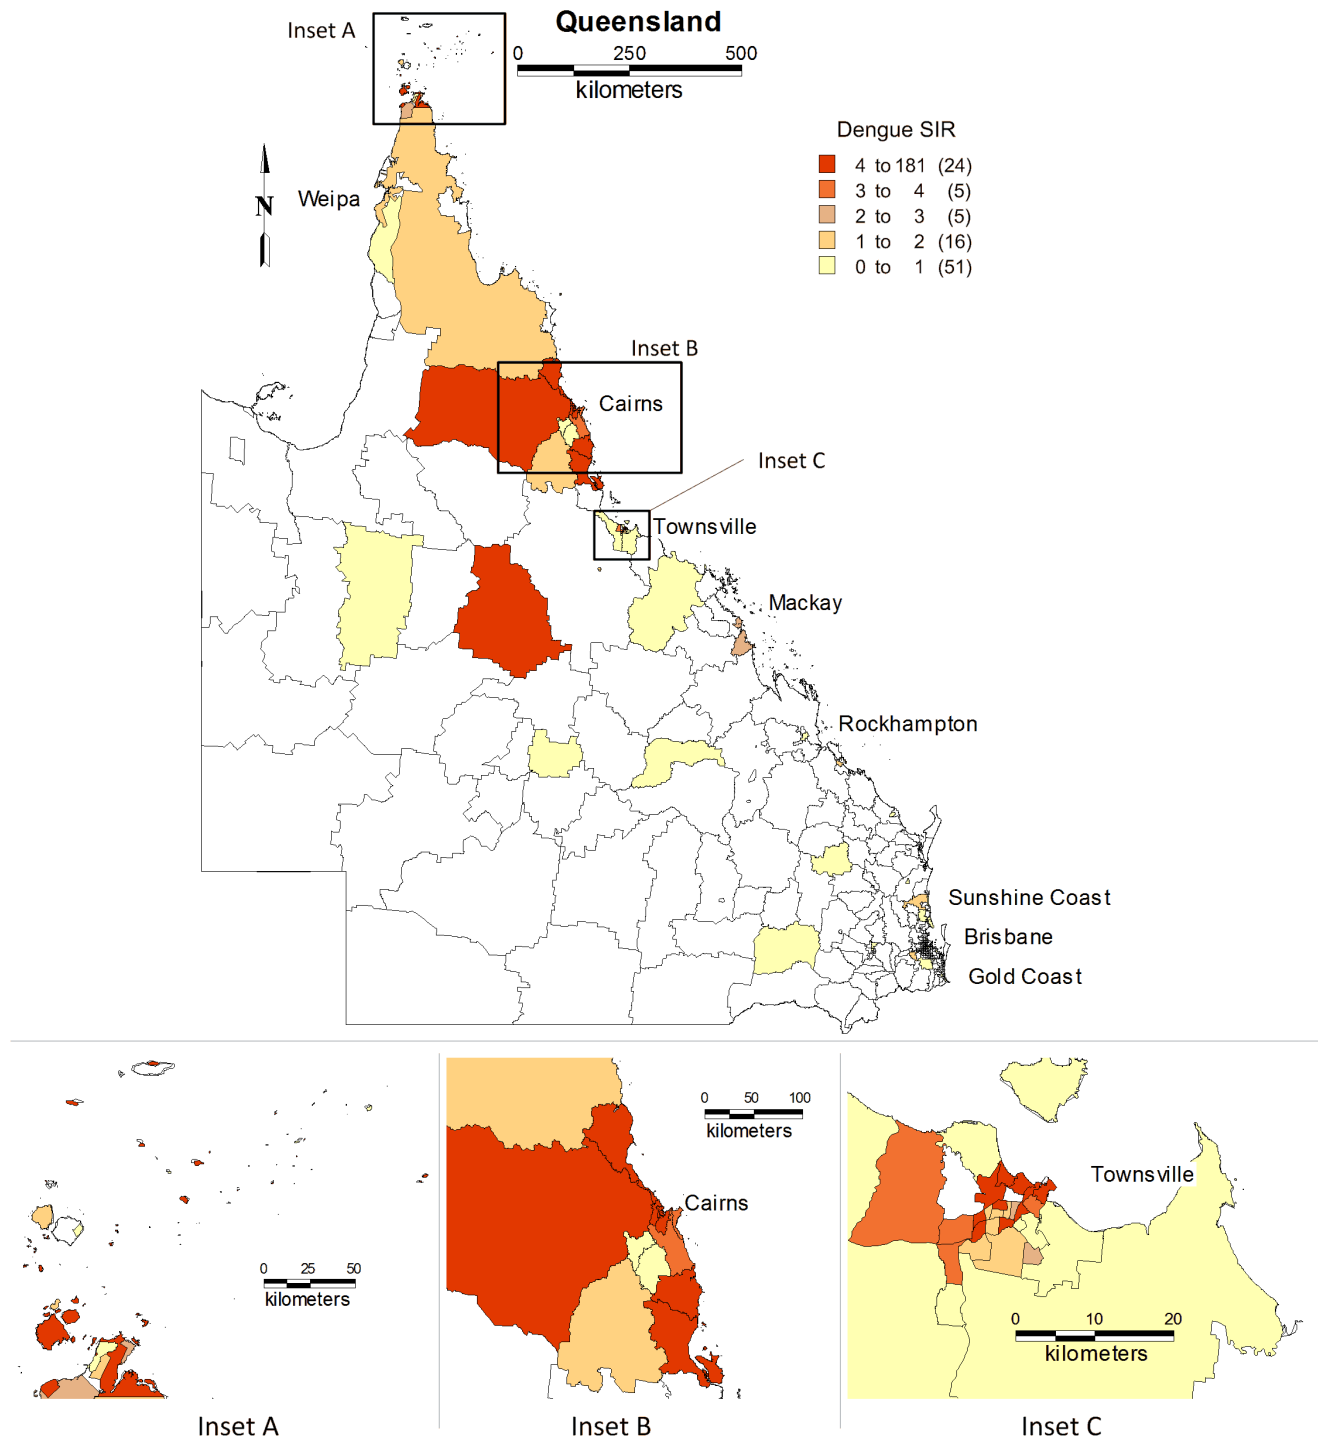 Queensland
Inset A
0 250 500
kilometers
Dengue SIR
4 to 181 (24)
3 to 4 (5)
2 to 3 (5)
1 to 2 (16)
0 to 1 (51)
N
Weipa
Inset B
Cairns
Inset C
Townsville
Mackay
Rockhampton
Sunshine Coast
Brisbane
Gold Coast
0 25 50
kilometers
Inset A
0 50 100
kilometers
Cairns
Inset B
Townsville
0 10 20
kilometers
Inset C